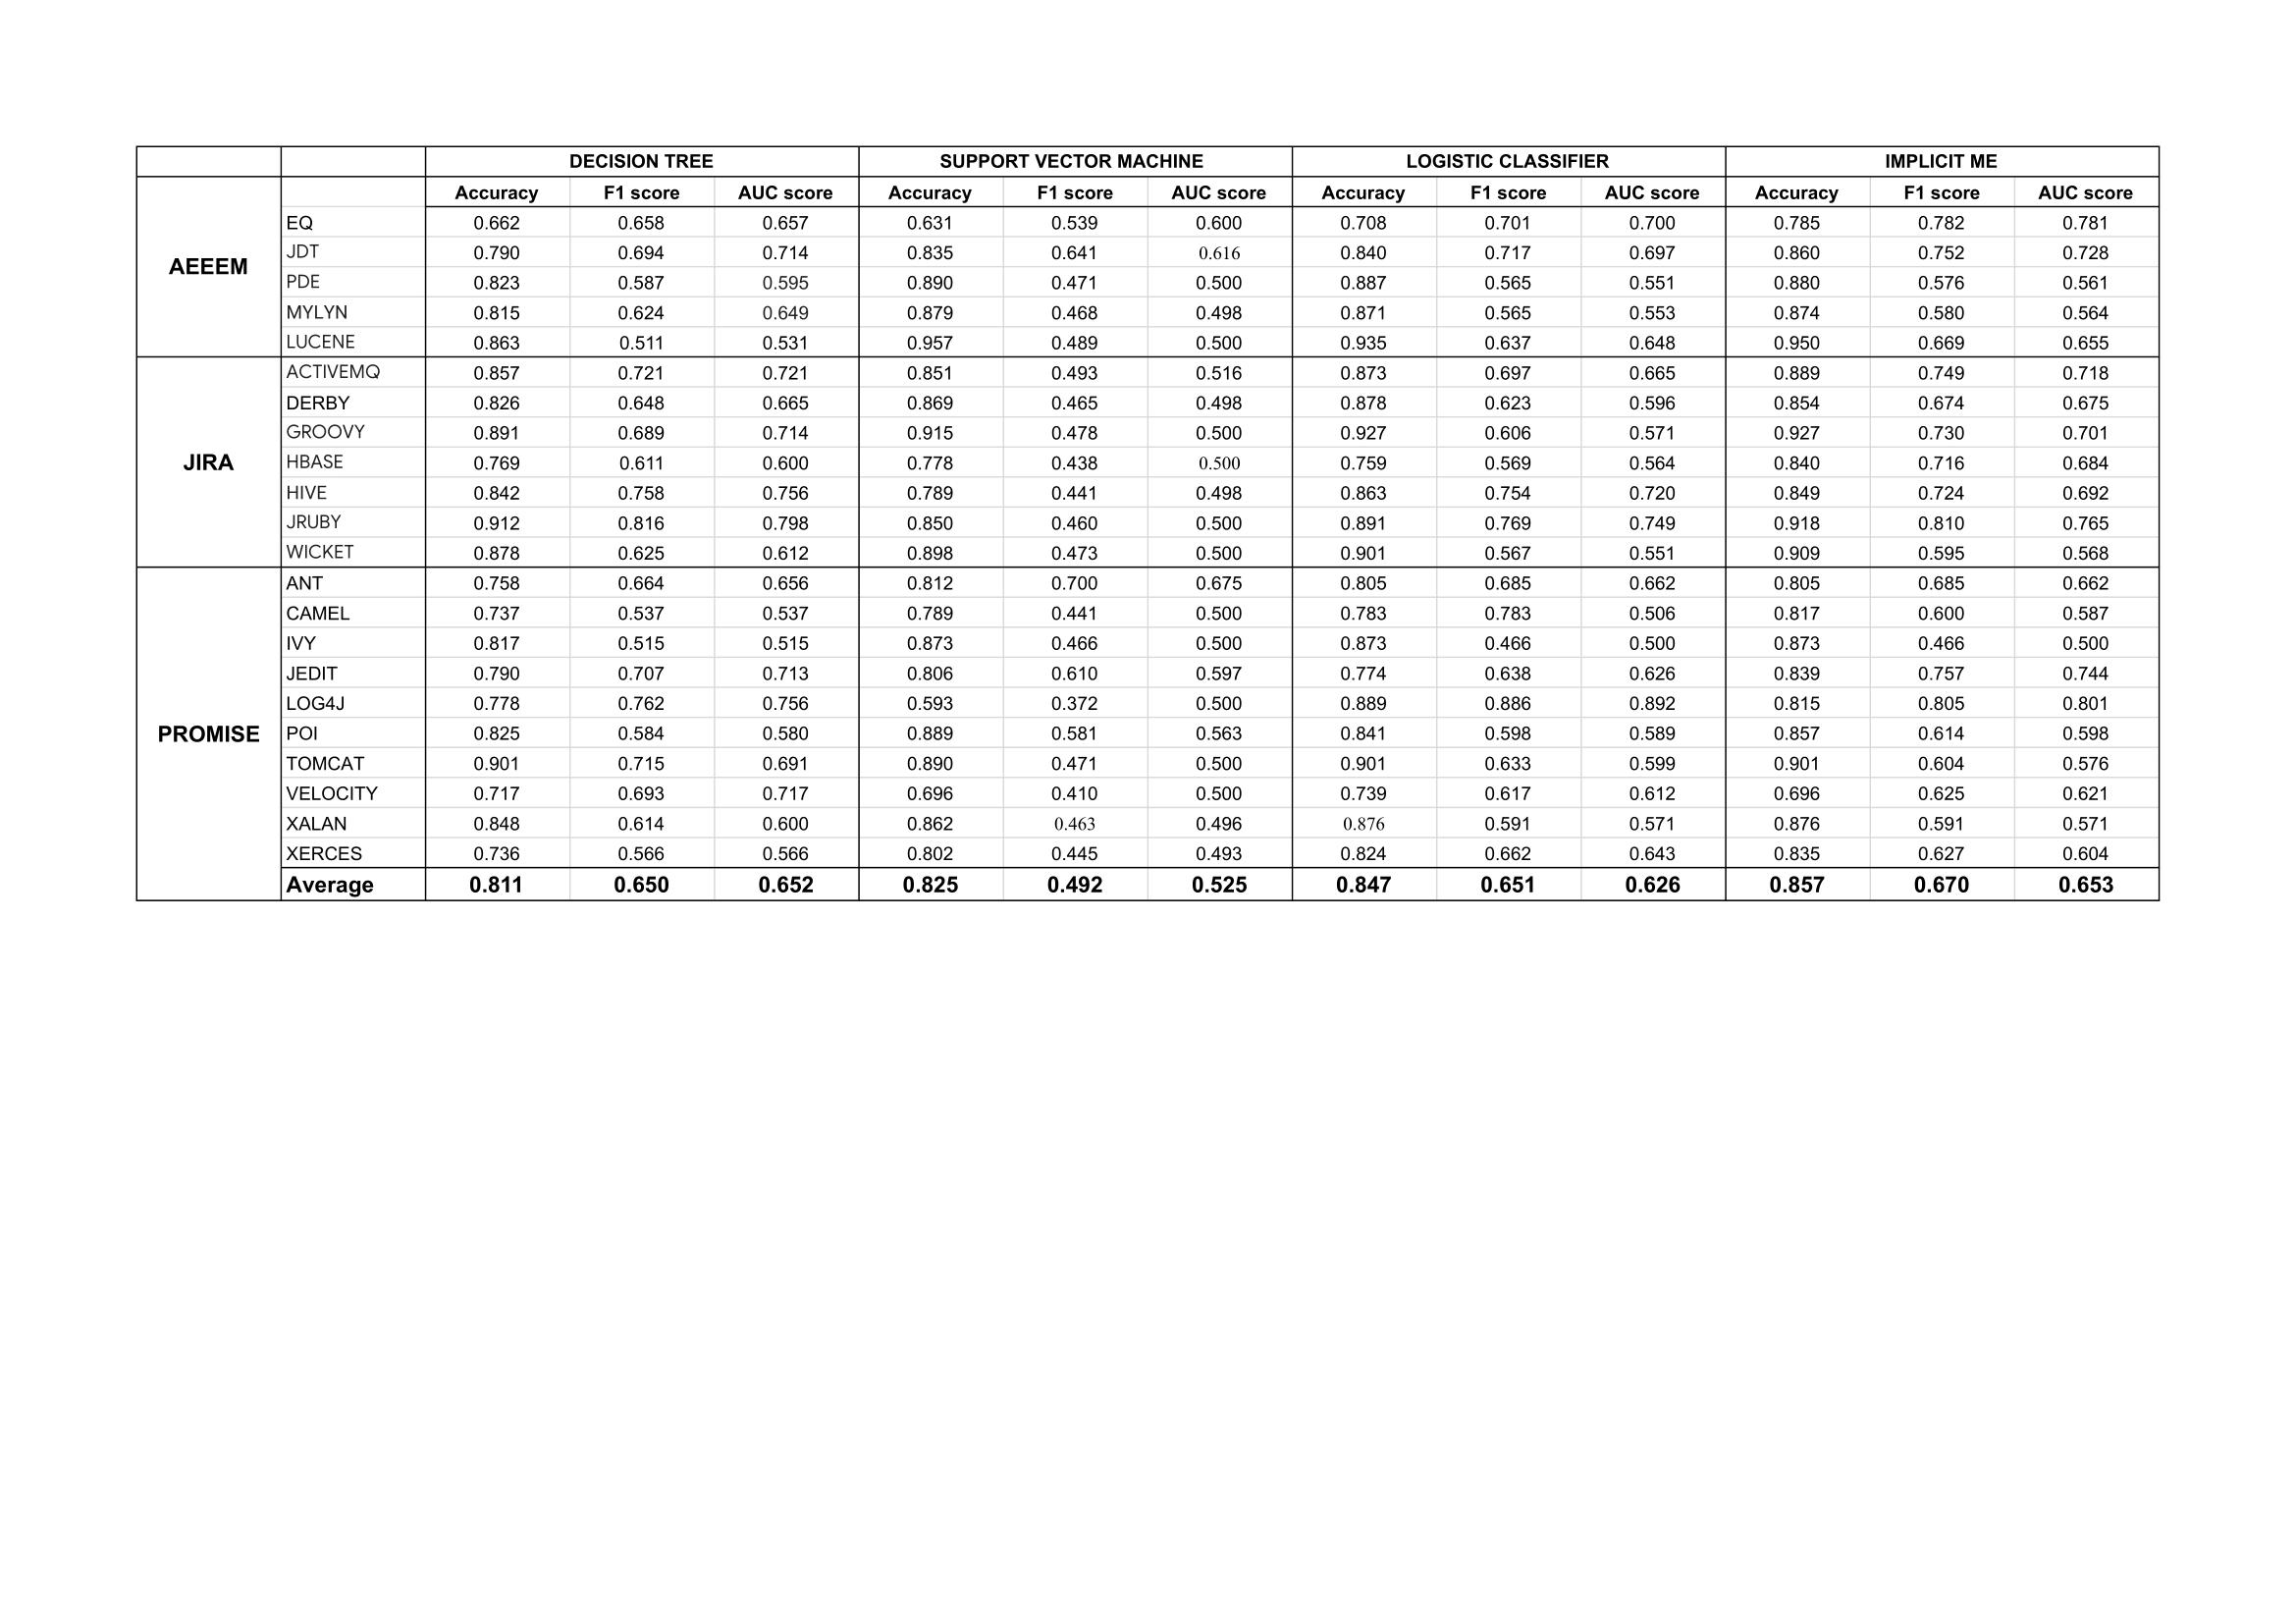 DECISION TREE SUPPORT VECTOR MACHINE LOGISTIC CLASSIFIER IMPLICIT ME
AEEEM Accuracy F1 score AUC score Accuracy F1 score AUC score Accuracy F1 score AUC score Accuracy F1 score AUC score
EQ 0.662 0.658 0.657 0.631 0.539 0.600 0.708 0.701 0.700 0.785 0.782 0.781
JDT 0.790 0.694 0.714 0.835 0.641 0.616 0.840 0.717 0.697 0.860 0.752 0.728
PDE 0.823 0.587 0.595 0.890 0.471 0.500 0.887 0.565 0.551 0.880 0.576 0.561
MYLYN 0.815 0.624 0.649 0.879 0.468 0.498 0.871 0.565 0.553 0.874 0.580 0.564
LUCENE 0.863 0.511 0.531 0.957 0.489 0.500 0.935 0.637 0.648 0.950 0.669 0.655
JIRA ACTIVEMQ 0.857 0.721 0.721 0.851 0.493 0.516 0.873 0.697 0.665 0.889 0.749 0.718
DERBY 0.826 0.648 0.665 0.869 0.465 0.498 0.878 0.623 0.596 0.854 0.674 0.675
GROOVY 0.891 0.689 0.714 0.915 0.478 0.500 0.927 0.606 0.571 0.927 0.730 0.701
HBASE 0.769 0.611 0.600 0.778 0.438 0.500 0.759 0.569 0.564 0.840 0.716 0.684
HIVE 0.842 0.758 0.756 0.789 0.441 0.498 0.863 0.754 0.720 0.849 0.724 0.692
JRUBY 0.912 0.816 0.798 0.850 0.460 0.500 0.891 0.769 0.749 0.918 0.810 0.765
WICKET 0.878 0.625 0.612 0.898 0.473 0.500 0.901 0.567 0.551 0.909 0.595 0.568
PROMISE ANT 0.758 0.664 0.656 0.812 0.700 0.675 0.805 0.685 0.662 0.805 0.685 0.662
CAMEL 0.737 0.537 0.537 0.789 0.441 0.500 0.783 0.783 0.506 0.817 0.600 0.587
IVY 0.817 0.515 0.515 0.873 0.466 0.500 0.873 0.466 0.500 0.873 0.466 0.500
JEDIT 0.790 0.707 0.713 0.806 0.610 0.597 0.774 0.638 0.626 0.839 0.757 0.744
LOG4J 0.778 0.762 0.756 0.593 0.372 0.500 0.889 0.886 0.892 0.815 0.805 0.801
POI 0.825 0.584 0.580 0.889 0.581 0.563 0.841 0.598 0.589 0.857 0.614 0.598
TOMCAT 0.901 0.715 0.691 0.890 0.471 0.500 0.901 0.633 0.599 0.901 0.604 0.576
VELOCITY 0.717 0.693 0.717 0.696 0.410 0.500 0.739 0.617 0.612 0.696 0.625 0.621
XALAN 0.848 0.614 0.600 0.862 0.463 0.496 0.876 0.591 0.571 0.876 0.591 0.571
XERCES 0.736 0.566 0.566 0.802 0.445 0.493 0.824 0.662 0.643 0.835 0.627 0.604
Average 0.811 0.650 0.652 0.825 0.492 0.525 0.847 0.651 0.626 0.857 0.670 0.653